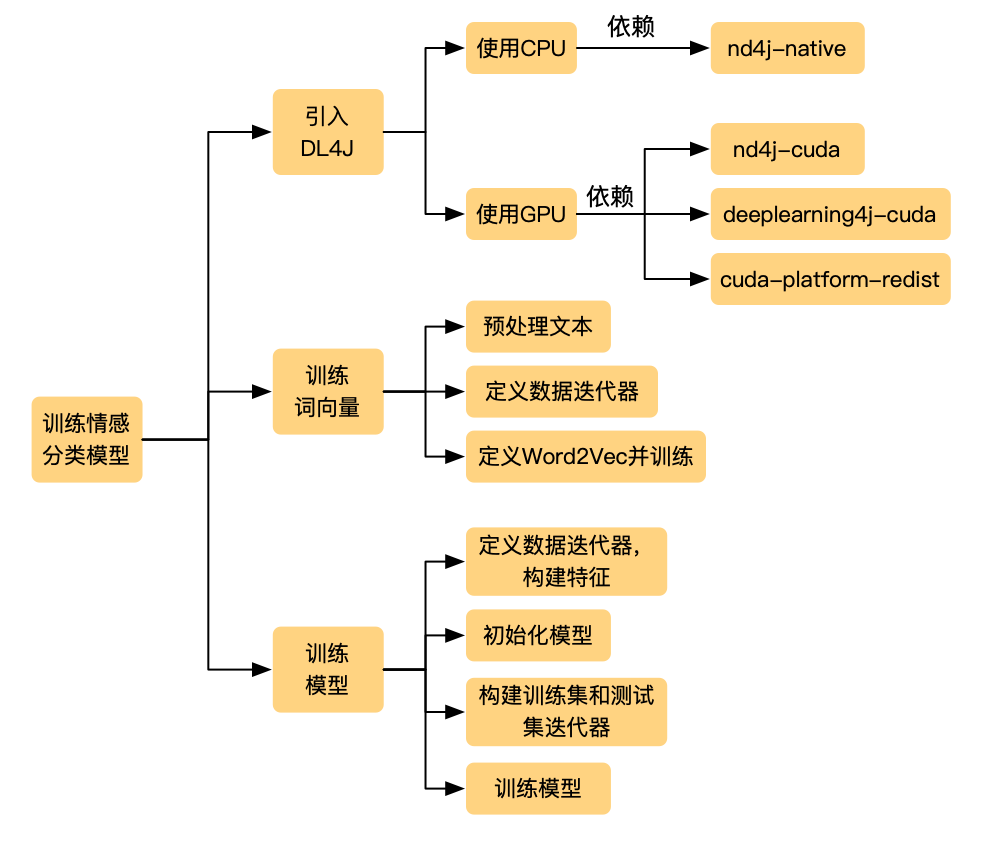 训练情感
分类模型
引入
DL4J
使用CPU
依赖
nd4j-native
使用GPU
依赖
nd4j-cuda
deeplearning4j-cuda
cuda-platform-redist
训练
词向量
预处理文本
定义数据迭代器
定义Word2Vec并训练
训练
模型
定义数据迭代器，
构建特征
初始化模型
构建训练集和测试
集迭代器
训练模型